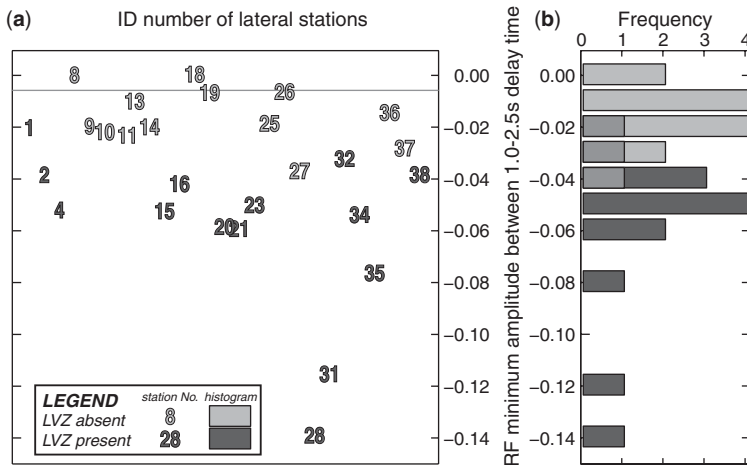 (a) ID number of lateral stations
8 18
19 26
13
36
1 9 10 11 14 25
37
32
2 27 38
16
4 15 23
34
20 21
35
31
28
LEGEND station No. histogram
LVZ absent 8
LVZ present 28
0.00
−0.02
−0.04
−0.06
−0.08
−0.10
−0.12
−0.14
RF minimum amplitude between 1.0-2.5s delay time
(b) Frequency
0 1 2 3 4
0.00
−0.02
−0.04
−0.06
−0.08
−0.10
−0.12
−0.14